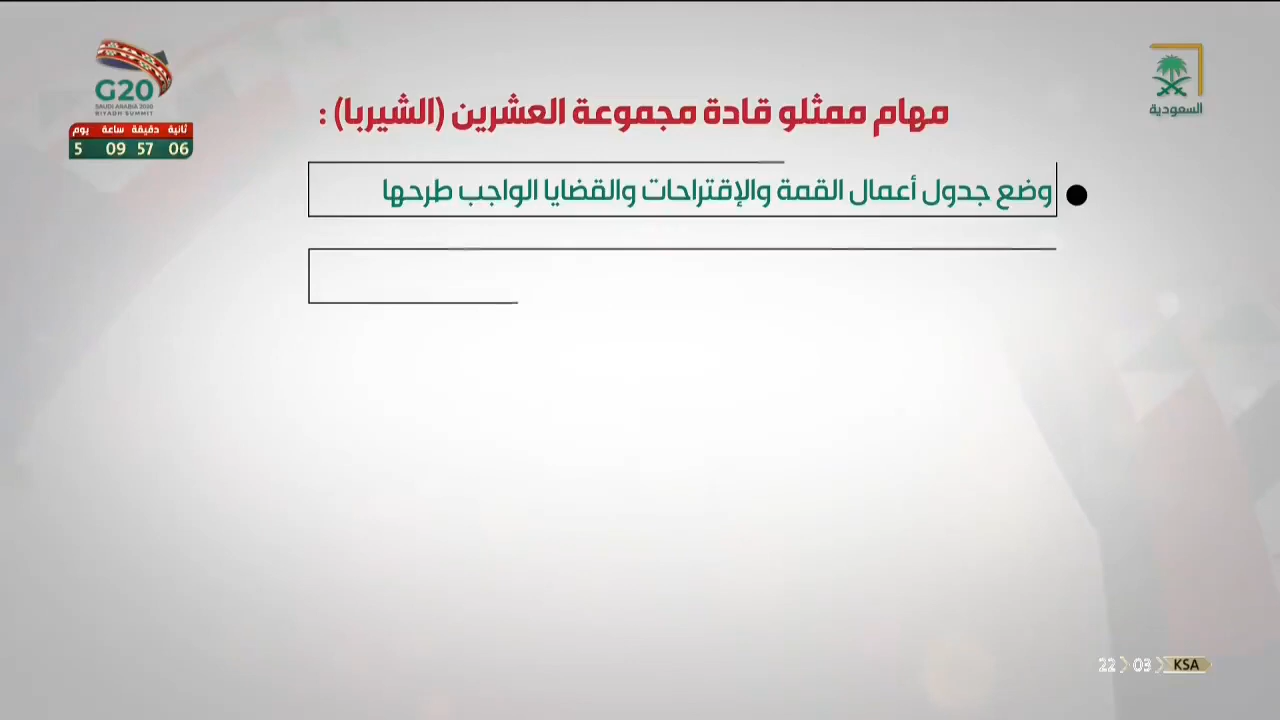 G20
SAUDI ARABIA 2020
RIYADH SUMMIT
يوم ساعة دقيقة ثانية
5 09 57 06
السعودية
مهام ممثلو قادة مجموعة العشرين (الشيربا) :
وضع جدول أعمال القمة والإقتراحات والقضايا الواجب طرحها
22 03 KSA